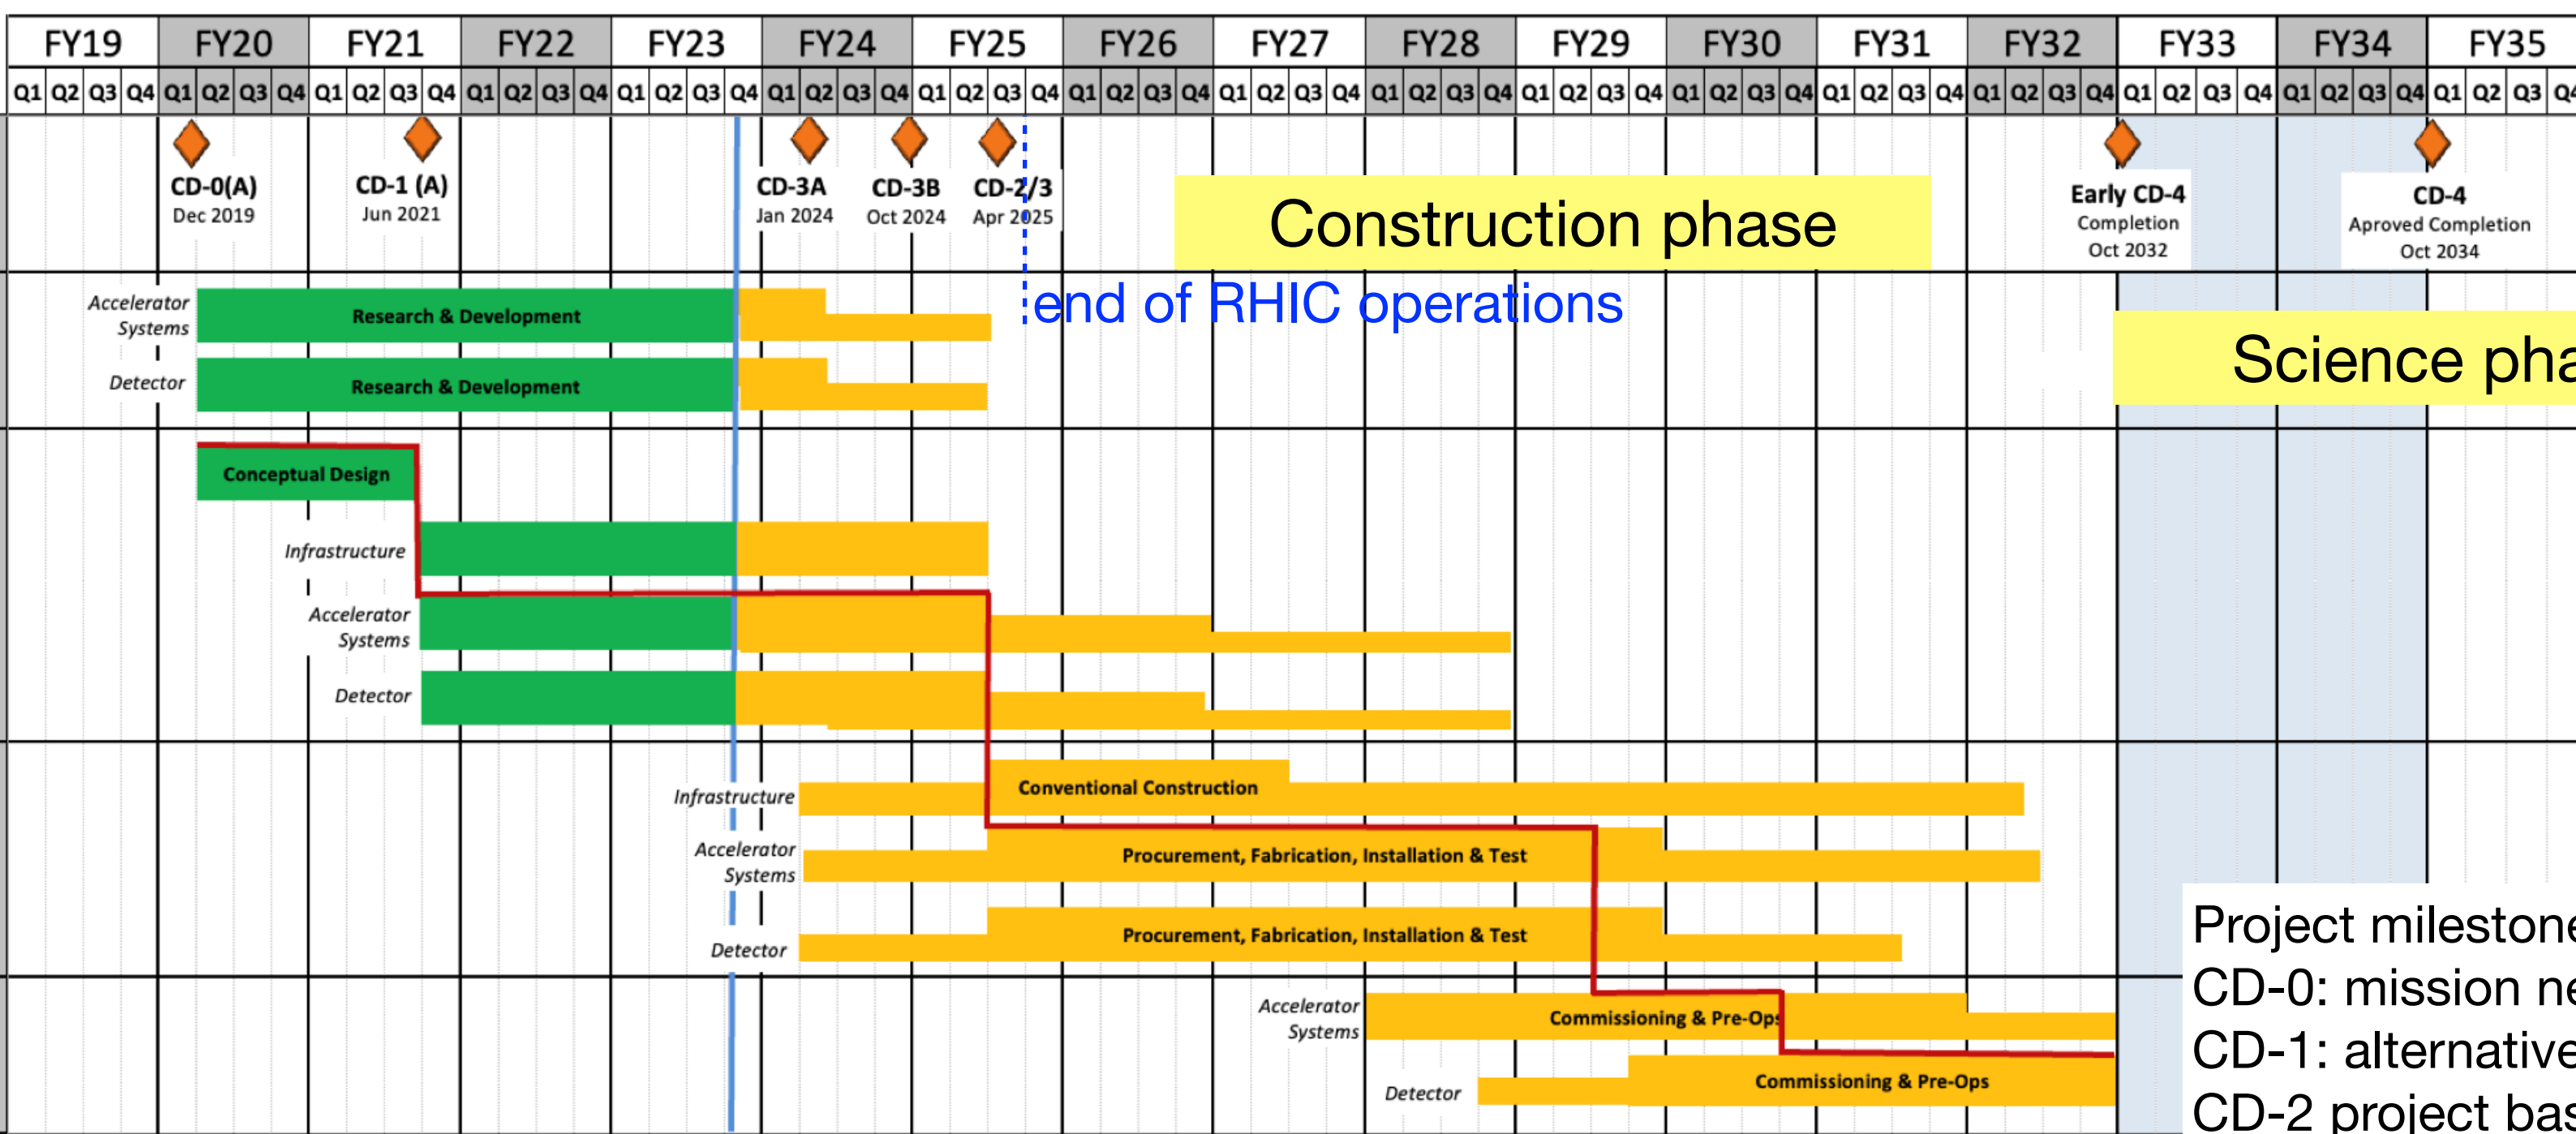 FY19 FY20 FY21 FY22 FY23 FY24 FY25 FY26 FY27 FY28 FY29 FY30 FY31 FY32 FY33 FY34 FY35
Q1 Q2 Q3 Q4 Q1 Q2 Q3 Q4 Q1 Q2 Q3 Q4 Q1 Q2 Q3 Q4 Q1 Q2 Q3 Q4 Q1 Q2 Q3 Q4 Q1 Q2 Q3 Q4 Q1 Q2 Q3 Q4 Q1 Q2 Q3 Q4 Q1 Q2 Q3 Q4 Q1 Q2 Q3 Q4 Q1 Q2 Q3 Q4 Q1 Q2 Q3 Q4 Q1 Q2 Q3 Q4 Q1 Q2 Q3 Q4 Q1 Q2 Q3 Q4 Q1 Q2 Q3 Q4
CD-0(A)
Dec 2019
CD-1 (A)
Jun 2021
CD-3A
Jan 2024
CD-3B
Oct 2024
CD-2/3
Apr 2025
Construction phase
Early CD-4
Completion
Oct 2032
CD-4
Aproved Completion
Oct 2034
end of RHIC operations
Accelerator
Systems
Research & Development
Science pha
Detector
Research & Development
Conceptual Design
Infrastructure
Accelerator
Systems
Detector
Infrastructure
Conventional Construction
Accelerator
Systems
Procurement, Fabrication, Installation & Test
Detector
Procurement, Fabrication, Installation & Test
Accelerator
Systems
Commissioning & Pre-Ops
Detector
Commissioning & Pre-Ops
Project milestone
CD-0: mission ne
CD-1: alternative
CD-2 project bas